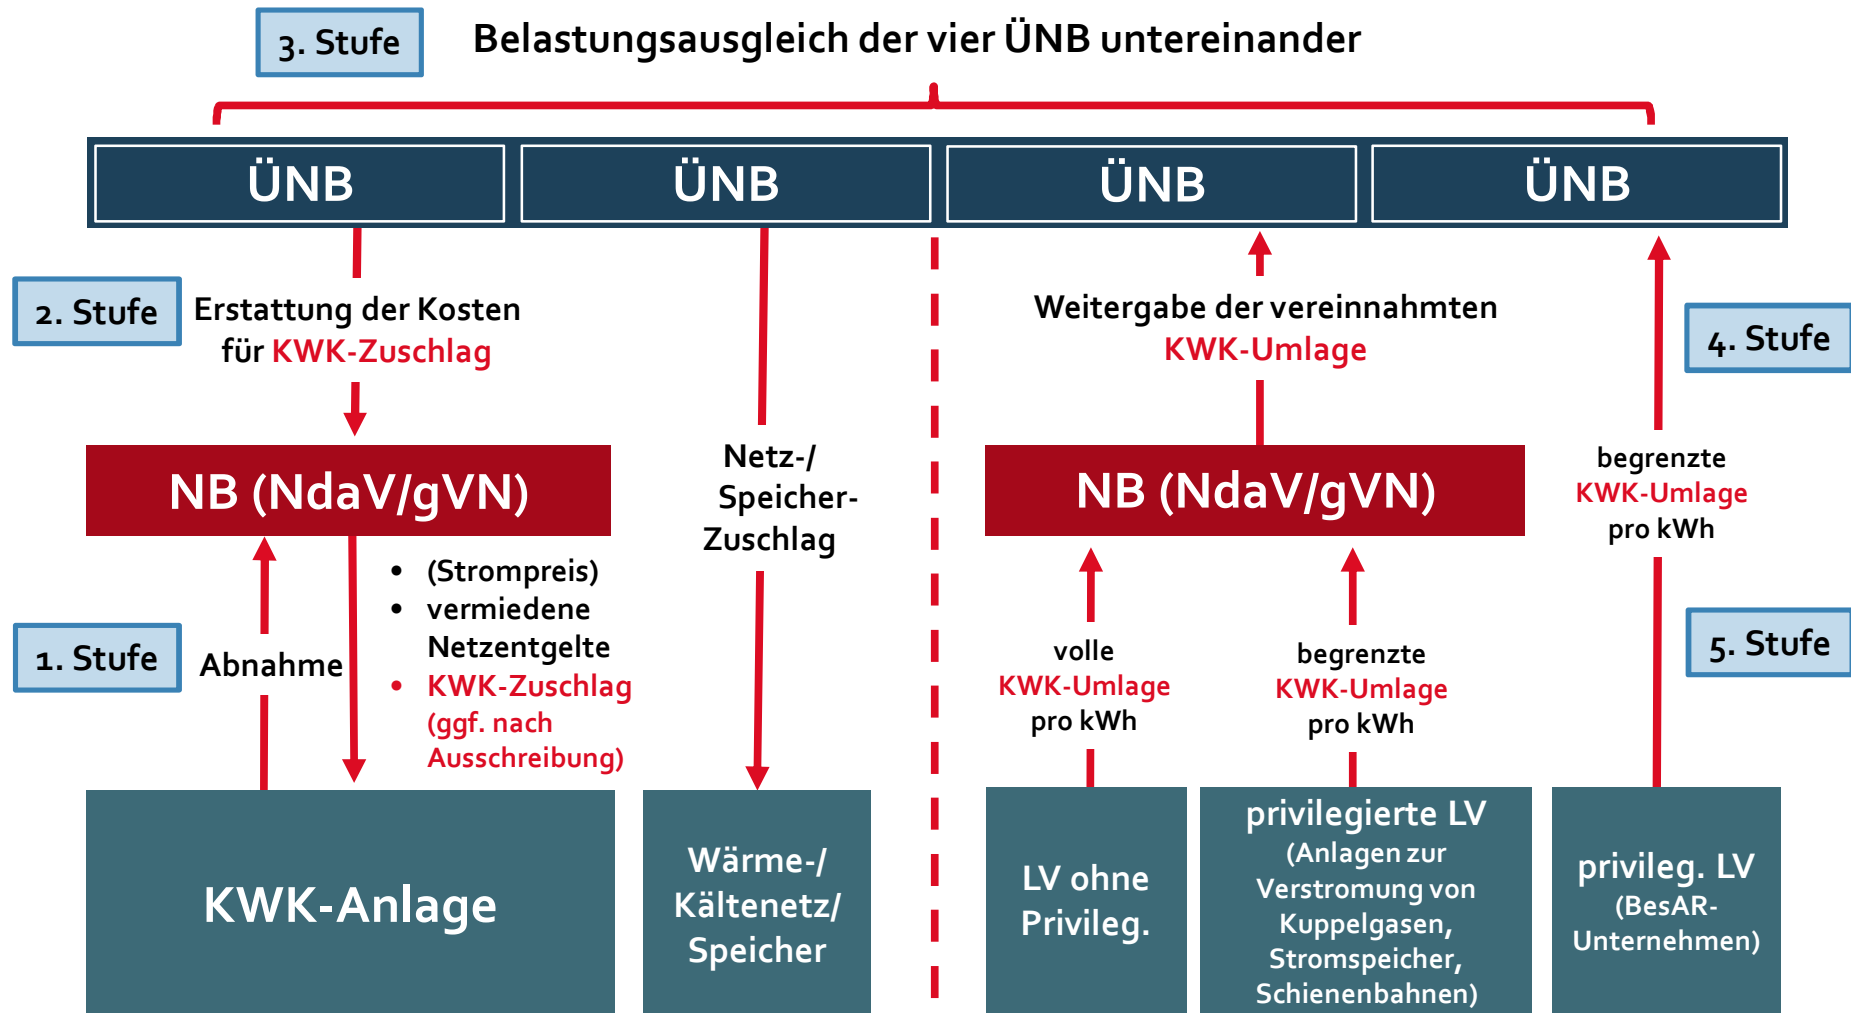 3. Stufe
Belastungsausgleich der vier ÜNB untereinander
ÜNB
ÜNB
ÜNB
ÜNB
2. Stufe
Erstattung der Kosten
für KWK-Zuschlag
Weitergabe der vereinnahmten
KWK-Umlage
4. Stufe
NB (NdaV/gVN)
Netz-/
Speicher-
Zuschlag
NB (NdaV/gVN)
begrenzte
KWK-Umlage
pro kWh
1. Stufe
Abnahme
• (Strompreis)
• vermiedene
Netzentgelte
• KWK-Zuschlag
(ggf. nach
Ausschreibung)
volle
KWK-Umlage
pro kWh
begrenzte
KWK-Umlage
pro kWh
5. Stufe
KWK-Anlage
Wärme-/
Kältenetz/
Speicher
LV ohne
Privileg.
privilegierte LV
(Anlagen zur
Verstromung von
Kuppelgasen,
Stromspeicher,
Schienenbahnen)
privileg. LV
(BesAR-
Unternehmen)